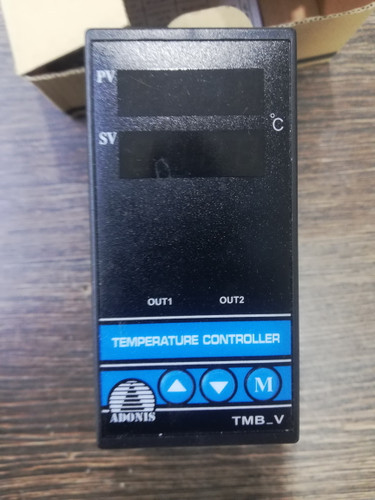 PV
°C
SV
OUT1 OUT2
TEMPERATURE CONTROLLER
M
ADONIS
TMB_V